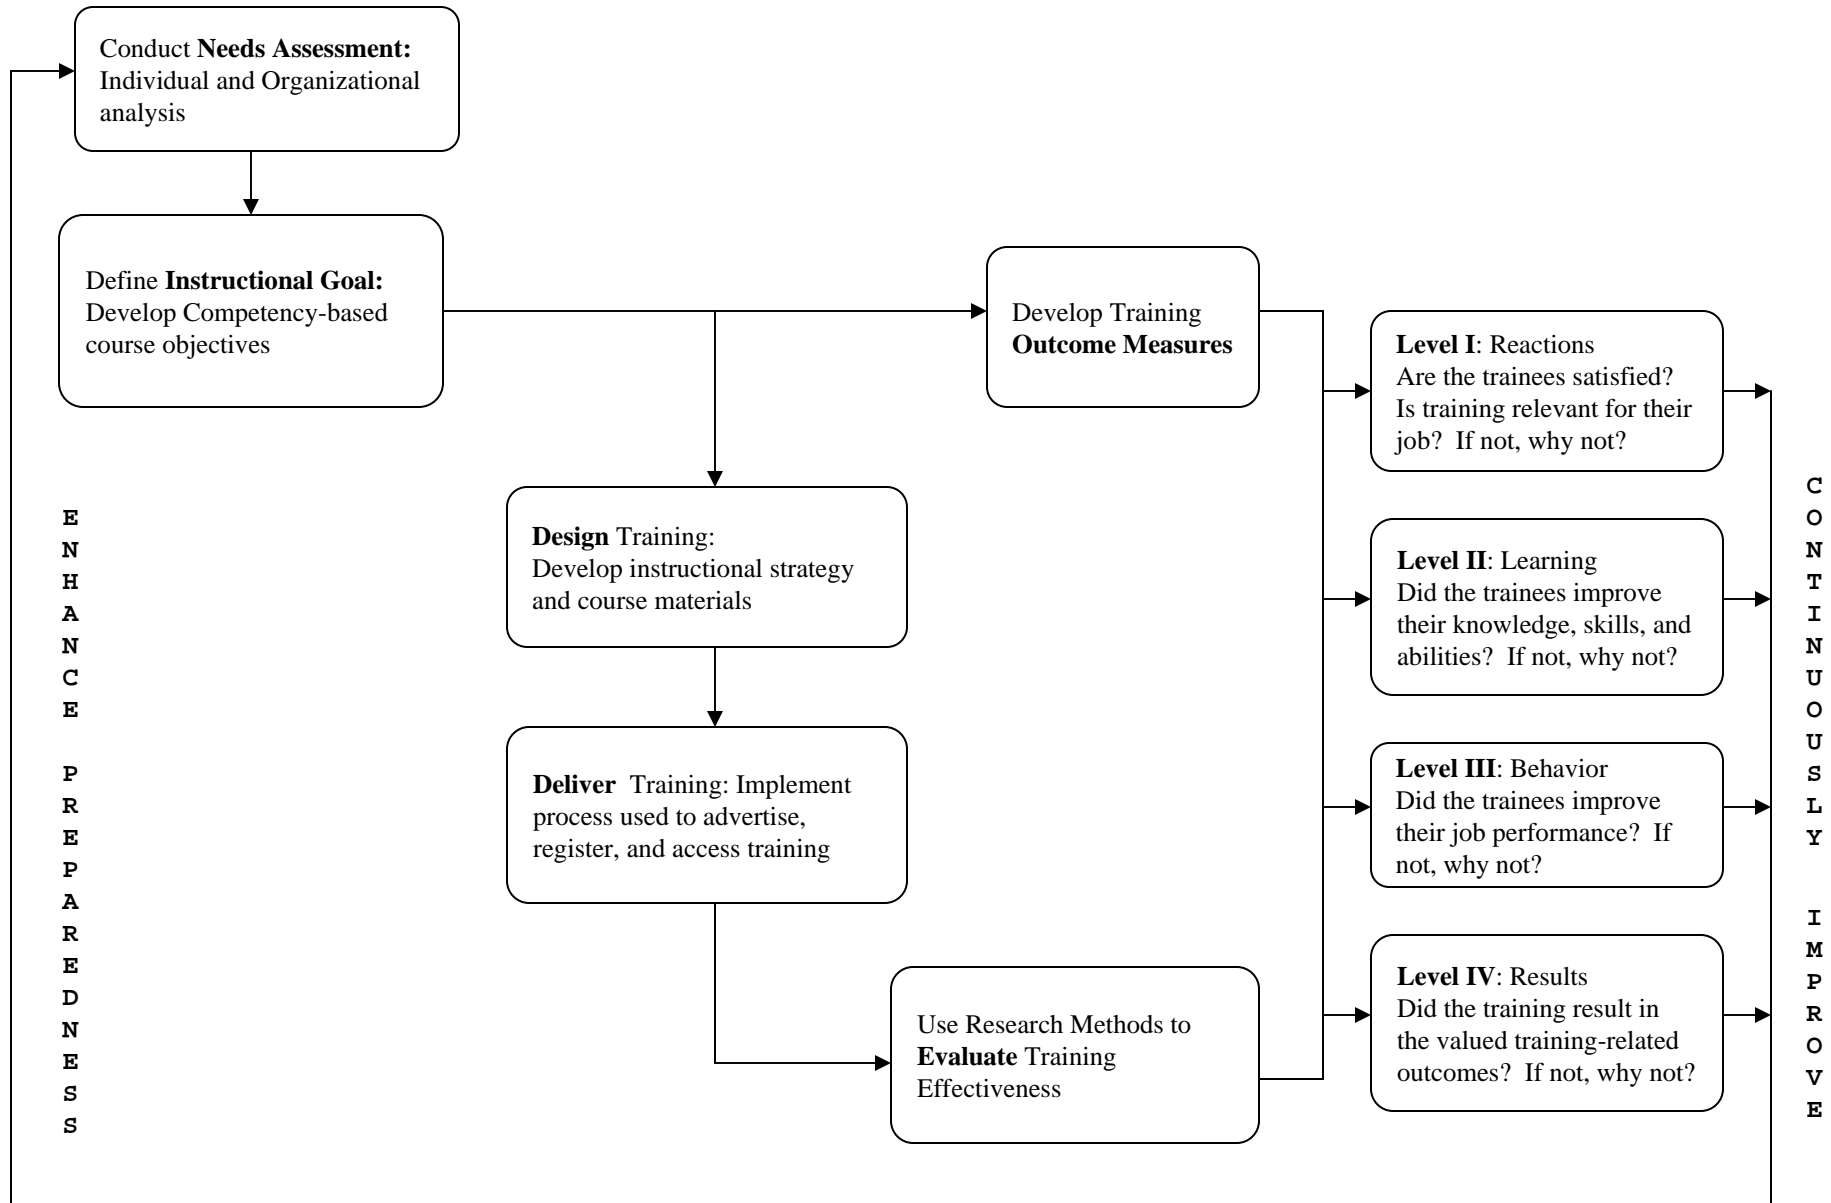 Conduct Needs Assessment:
Individual and Organizational
analysis
Define Instructional Goal:
Develop Competency-based
course objectives
Develop Training
Outcome Measures
Level I: Reactions
Are the trainees satisfied?
Is training relevant for their
job?  If not, why not?
Design Training:
Develop instructional strategy
and course materials
Level II: Learning
Did the trainees improve
their knowledge, skills, and
abilities?  If not, why not?
Deliver  Training: Implement
process used to advertise,
register, and access training
Level III: Behavior
Did the trainees improve
their job performance?  If
not, why not?
Use Research Methods to
Evaluate Training
Effectiveness
Level IV: Results
Did the training result in
the valued training-related
outcomes?  If not, why not?
ENHANCE PREPAREDNESS
CONTINUOUSLY IMPROVE